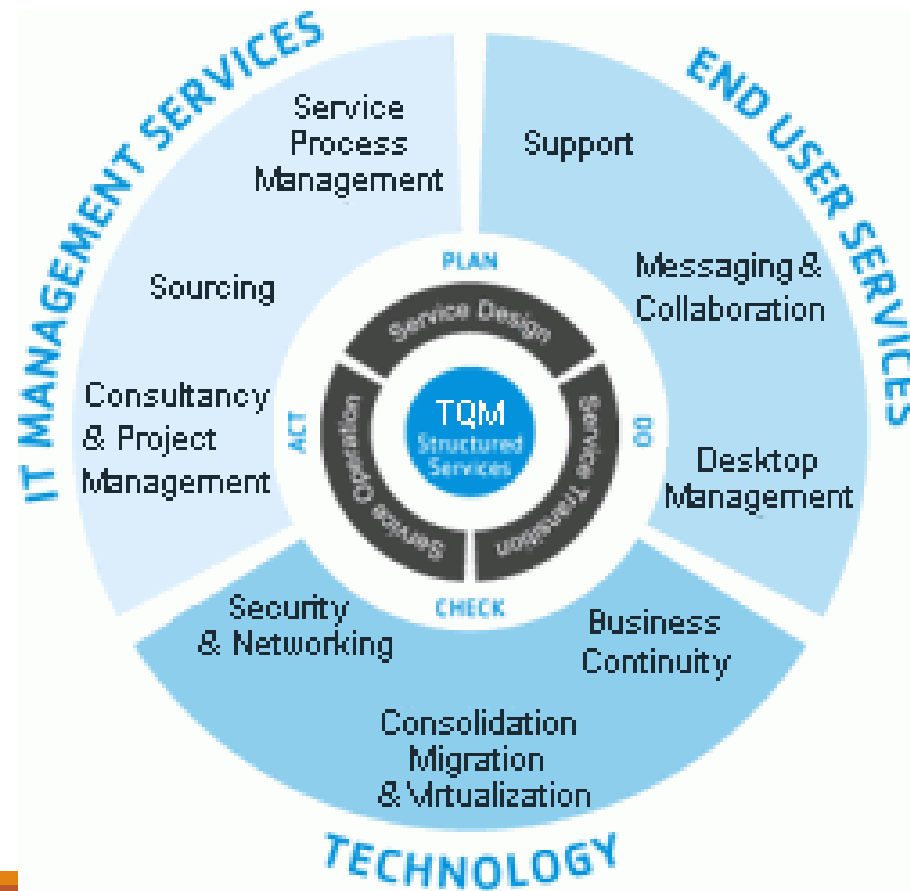 IT MANAGEMENT SERVICES
END USER SERVICES
Service
Process
Management
Support
Sourcing
Messaging &
Collaboration
Consultancy
& Project
Management
Desktop
Management
PLAN
DO
CHECK
ACT
Service Design
Service Transition
Service Operation
TQM
Structured
Services
Security
& Networking
Business
Continuity
Consolidation
Migration
& Virtualization
TECHNOLOGY